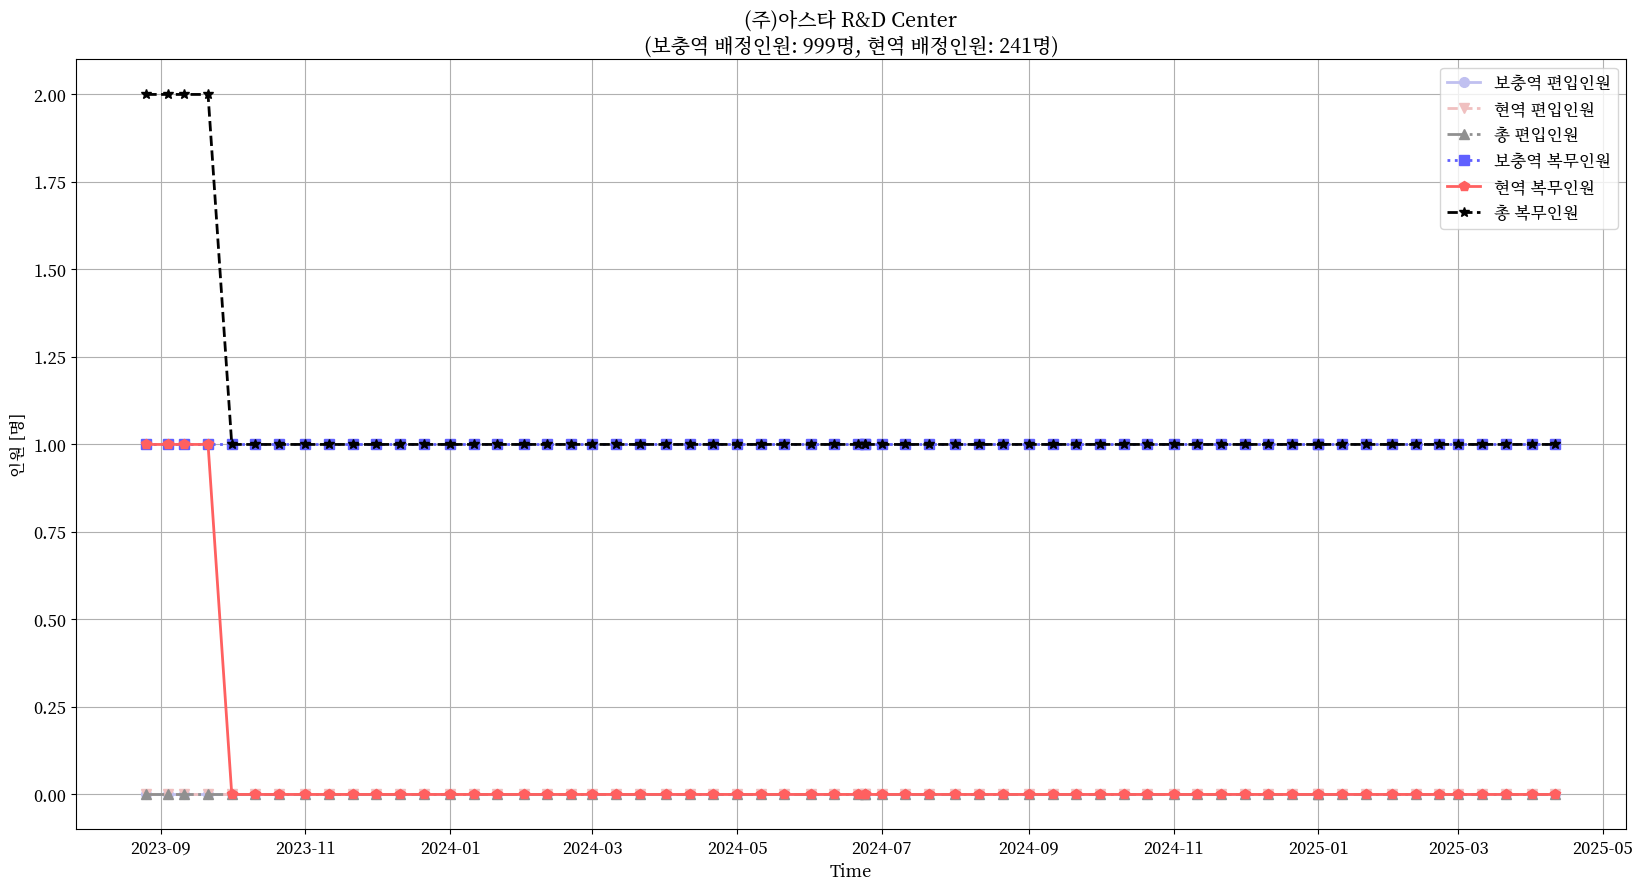 (주)아스타 R&D Center
(보충역 배정인원: 999명, 현역 배정인원: 241명)
보충역 편입인원
현역 편입인원
총 편입인원
보충역 복무인원
현역 복무인원
총 복무인원
인원 [명]
2.00
1.75
1.50
1.25
1.00
0.75
0.50
0.25
0.00
2023-09
2023-11
2024-01
2024-03
2024-05
2024-07
2024-09
2024-11
2025-01
2025-03
2025-05
Time